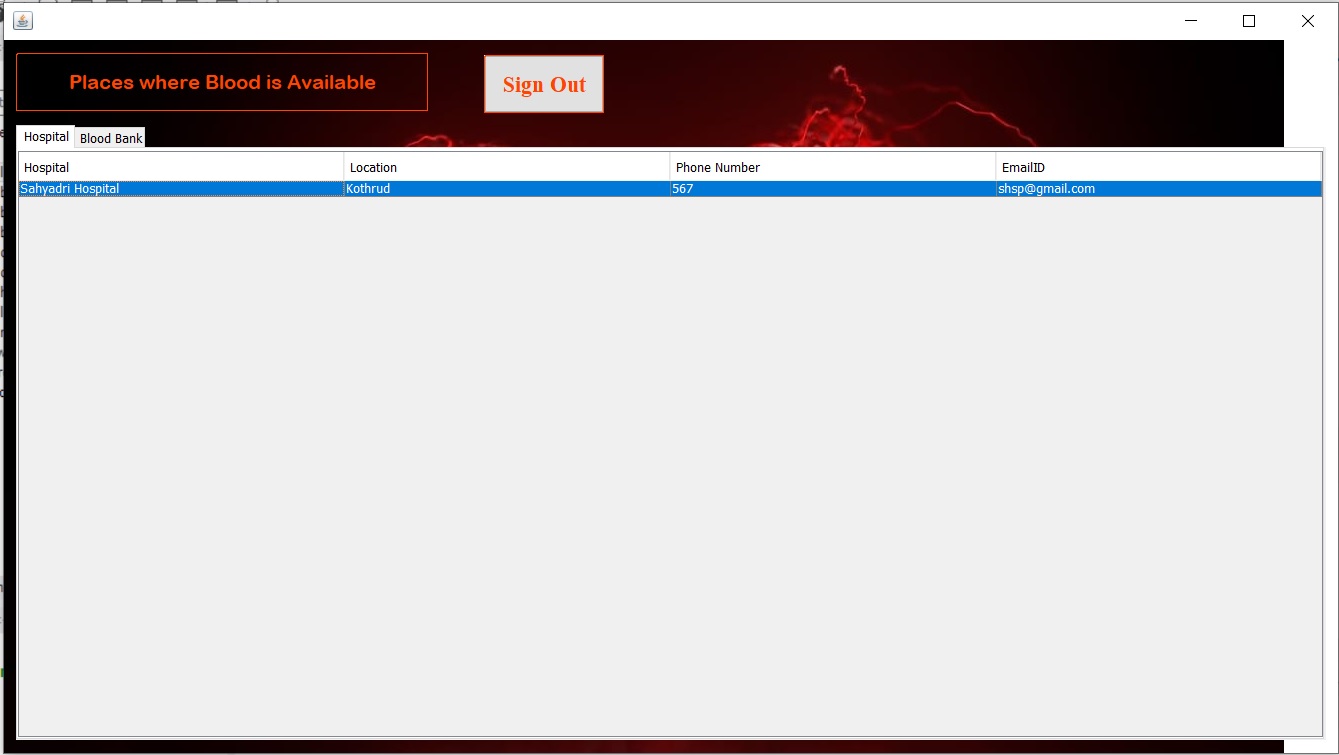 Places where Blood is Available
Sign Out
Hospital Blood Bank
Hospital Location Phone Number EmailID
Sahyadri Hospital Kothrud 567 shsp@gmail.com